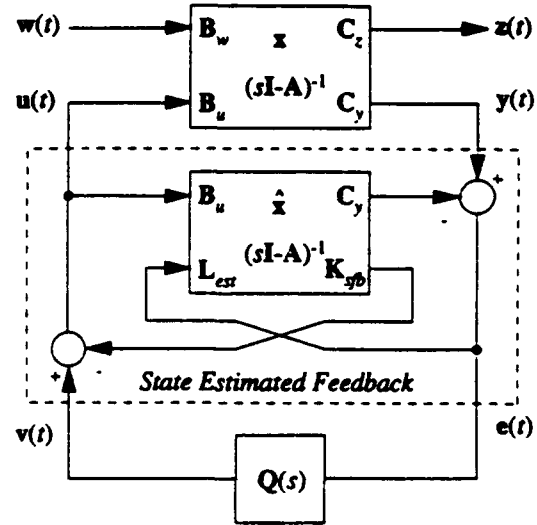 w(t) B_w x C_z z(t)
(sI-A)^-1
u(t) B_u C_y y(t)
+
B_u x̂ C_y
-
(sI-A)^-1
L_est K_sfb
+ -
State Estimated Feedback
v(t) e(t)
Q(s)